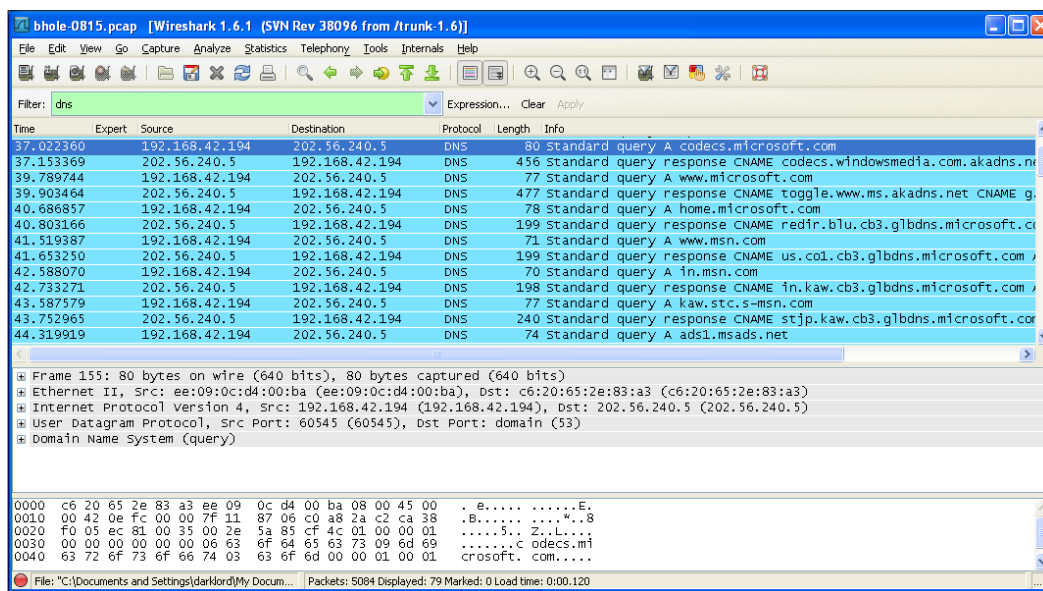 bhole-0815.pcap [Wireshark 1.6.1 (SVN Rev 38096 from /trunk-1.6)]
File Edit View Go Capture Analyze Statistics Telephony Tools Internals Help
Filter: dns Expression... Clear Apply
Time Expert Source Destination Protocol Length Info
37.022360 192.168.42.194 202.56.240.5 DNS 80 Standard query A codecs.microsoft.com
37.153369 202.56.240.5 192.168.42.194 DNS 456 Standard query response CNAME codecs.windowsmedia.com.akadns.ne
39.789744 192.168.42.194 202.56.240.5 DNS 77 Standard query A www.microsoft.com
39.903464 202.56.240.5 192.168.42.194 DNS 477 Standard query response CNAME toggle.www.ms.akadns.net CNAME g.
40.686857 192.168.42.194 202.56.240.5 DNS 78 Standard query A home.microsoft.com
40.803166 202.56.240.5 192.168.42.194 DNS 199 Standard query response CNAME redir.blu.cb3.glbdns.microsoft.co
41.519387 192.168.42.194 202.56.240.5 DNS 71 Standard query A www.msn.com
41.653250 202.56.240.5 192.168.42.194 DNS 199 Standard query response CNAME us.co1.cb3.glbdns.microsoft.com
42.588070 192.168.42.194 202.56.240.5 DNS 70 Standard query A in.msn.com
42.733271 202.56.240.5 192.168.42.194 DNS 198 Standard query response CNAME in.kaw.cb3.glbdns.microsoft.com
43.587579 192.168.42.194 202.56.240.5 DNS 77 Standard query A kaw.stc.s-msn.com
43.752965 202.56.240.5 192.168.42.194 DNS 240 Standard query response CNAME stjp.kaw.cb3.glbdns.microsoft.com
44.319919 192.168.42.194 202.56.240.5 DNS 74 Standard query A ads1.msads.net
Frame 155: 80 bytes on wire (640 bits), 80 bytes captured (640 bits)
Ethernet II, Src: ee:09:0c:d4:00:ba (ee:09:0c:d4:00:ba), Dst: c6:20:65:2e:83:a3 (c6:20:65:2e:83:a3)
Internet Protocol Version 4, Src: 192.168.42.194 (192.168.42.194), Dst: 202.56.240.5 (202.56.240.5)
User Datagram Protocol, Src Port: 60545 (60545), Dst Port: domain (53)
Domain Name System (query)
0000 c6 20 65 2e 83 a3 ee 09 0c d4 00 ba 08 00 45 00 . e..... ......E.
0010 00 42 0e fc 00 00 7f 11 87 06 c0 a8 2a c2 ca 38 .B...... ....*..8
0020 f0 05 ec 81 00 35 00 2e 5a 85 cf 4c 01 00 00 01 .....5.. Z..L....
0030 00 00 00 00 00 00 06 63 6f 64 65 63 73 09 6d 69 .......c odecs.mi
0040 63 72 6f 73 6f 66 74 03 63 6f 6d 00 00 01 00 01 crosoft. com.....
File: "C:\Documents and Settings\darklord\My Docum... Packets: 5084 Displayed: 79 Marked: 0 Load time: 0:00.120